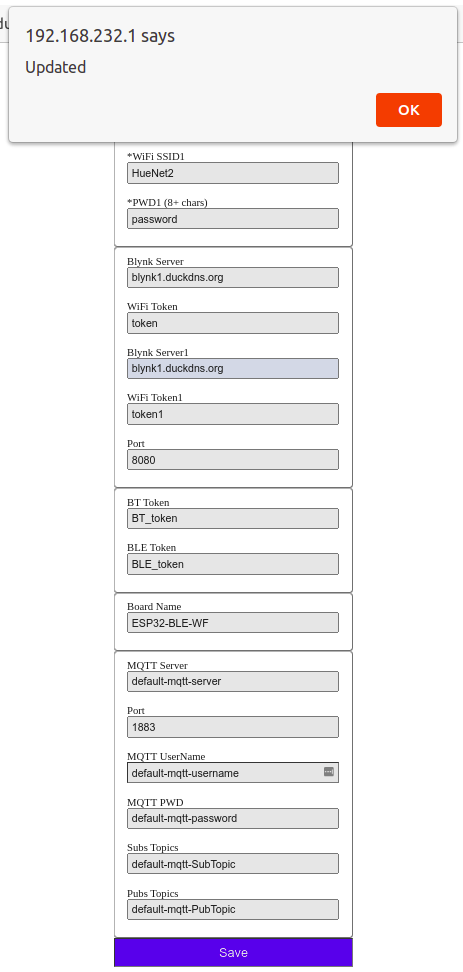 192.168.232.1 says
Updated
OK
*WiFi SSID1
HueNet2
*PWD1 (8+ chars)
password
Blynk Server
blynk1.duckdns.org
WiFi Token
token
Blynk Server1
blynk1.duckdns.org
WiFi Token1
token1
Port
8080
BT Token
BT_token
BLE Token
BLE_token
Board Name
ESP32-BLE-WF
MQTT Server
default-mqtt-server
Port
1883
MQTT UserName
default-mqtt-username
MQTT PWD
default-mqtt-password
Subs Topics
default-mqtt-SubTopic
Pubs Topics
default-mqtt-PubTopic
Save